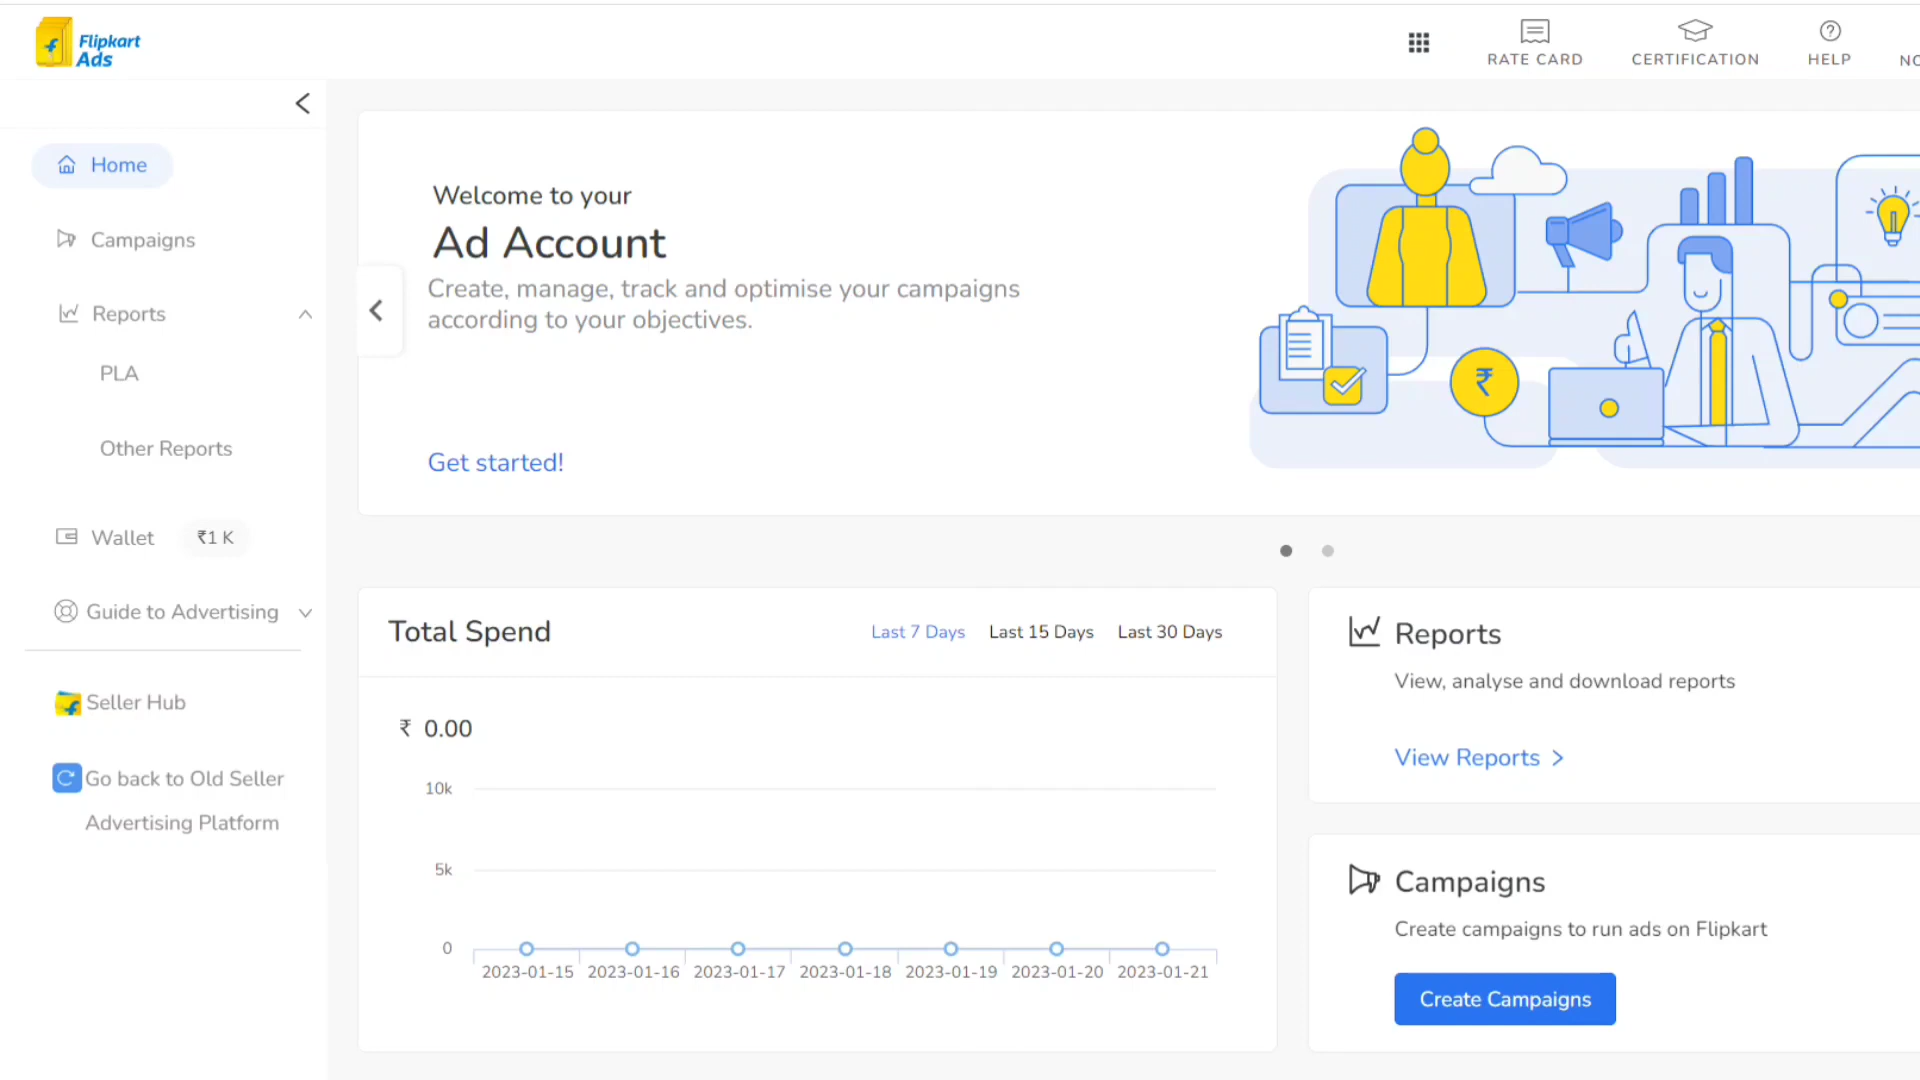 Flipkart
Ads
RATE CARD
CERTIFICATION
HELP
Home
Campaigns
Reports
PLA
Other Reports
Wallet
₹1 K
Guide to Advertising
Seller Hub
Go back to Old Seller
Advertising Platform
Welcome to your
Ad Account
Create, manage, track and optimise your campaigns
according to your objectives.
Get started!
₹
Total Spend
Last 7 Days
Last 15 Days
Last 30 Days
₹ 0.00
10k
5k
0
2023-01-15
2023-01-16
2023-01-17
2023-01-18
2023-01-19
2023-01-20
2023-01-21
Reports
View, analyse and download reports
View Reports >
Campaigns
Create campaigns to run ads on Flipkart
Create Campaigns